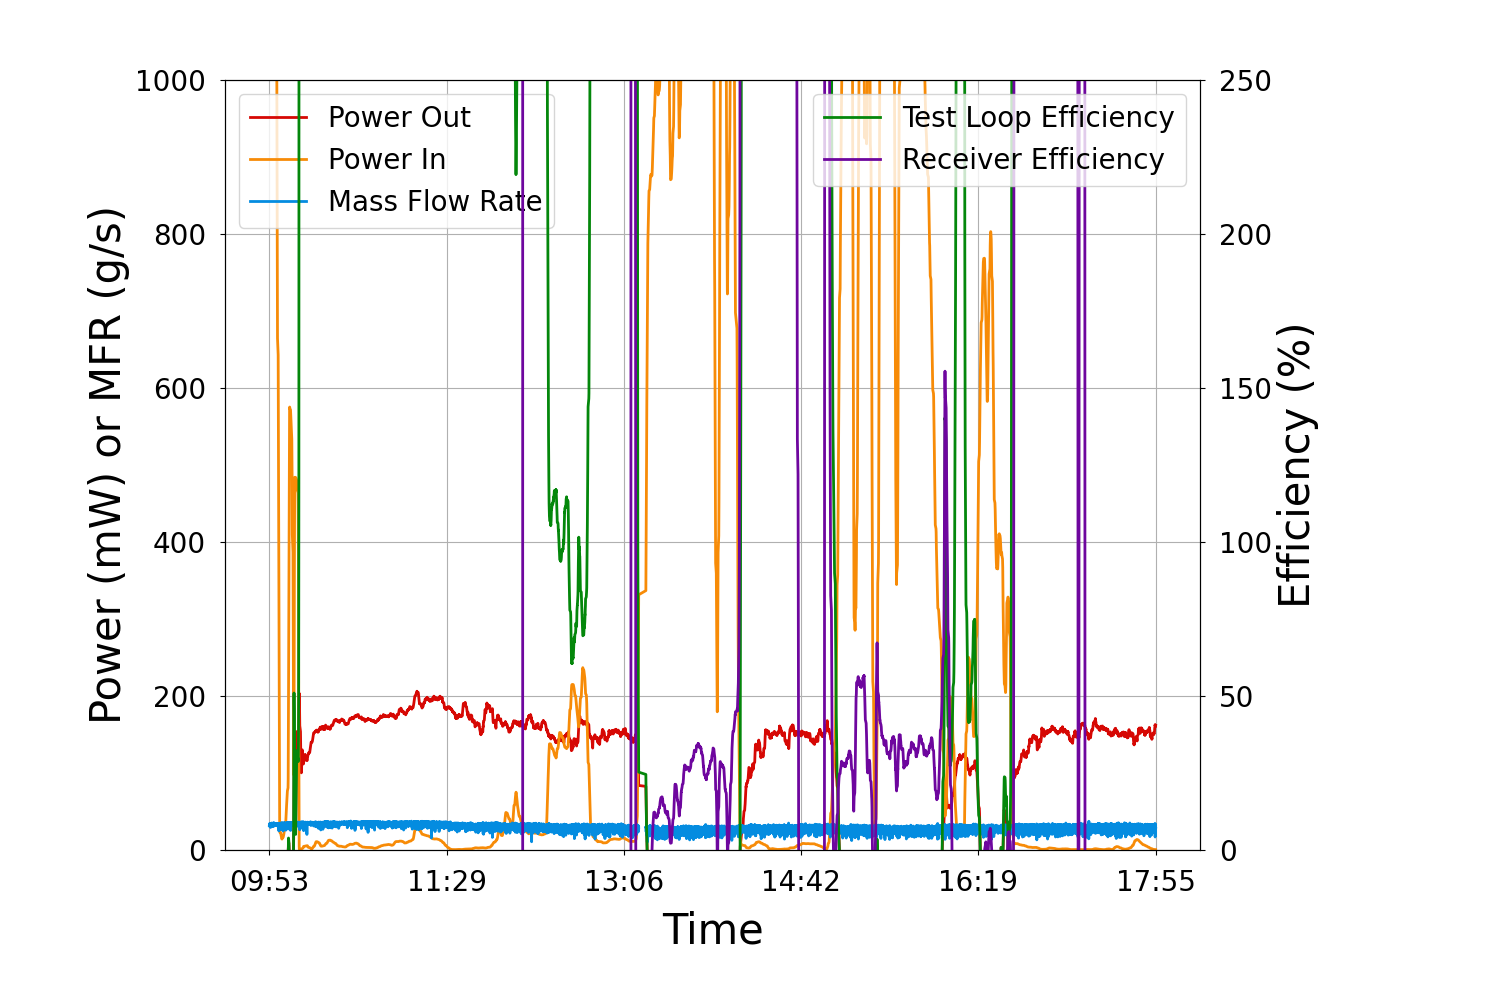 1000
800
600
400
200
0
Power (mW) or MFR (g/s)
Power Out
Power In
Mass Flow Rate
Test Loop Efficiency
Receiver Efficiency
250
200
150
100
50
0
Efficiency (%)
09:53 11:29 13:06 14:42 16:19 17:55
Time